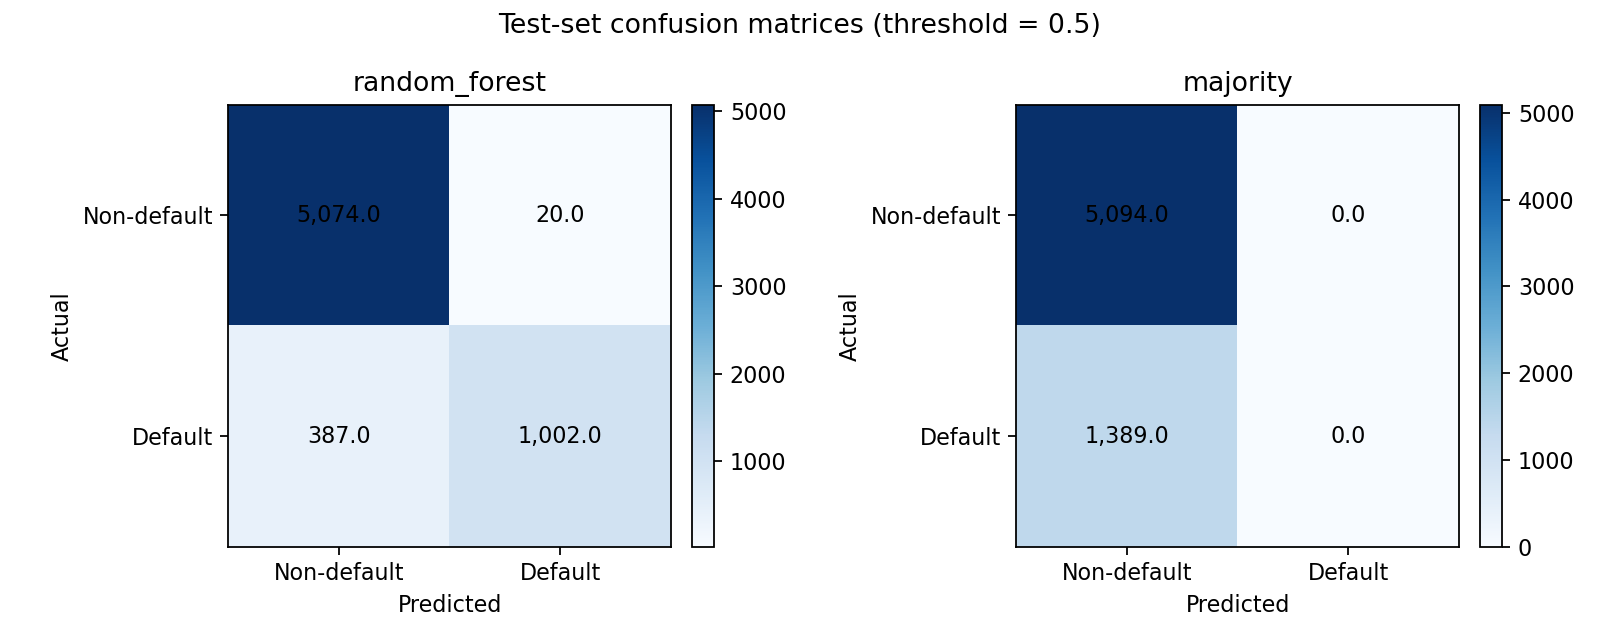 Test-set confusion matrices (threshold = 0.5)
random_forest
Non-default
Default
Actual
5,074.0
20.0
387.0
1,002.0
Non-default
Default
Predicted
5000
4000
3000
2000
1000
majority
Non-default
Default
Actual
5,094.0
0.0
1,389.0
0.0
Non-default
Default
Predicted
5000
4000
3000
2000
1000
0